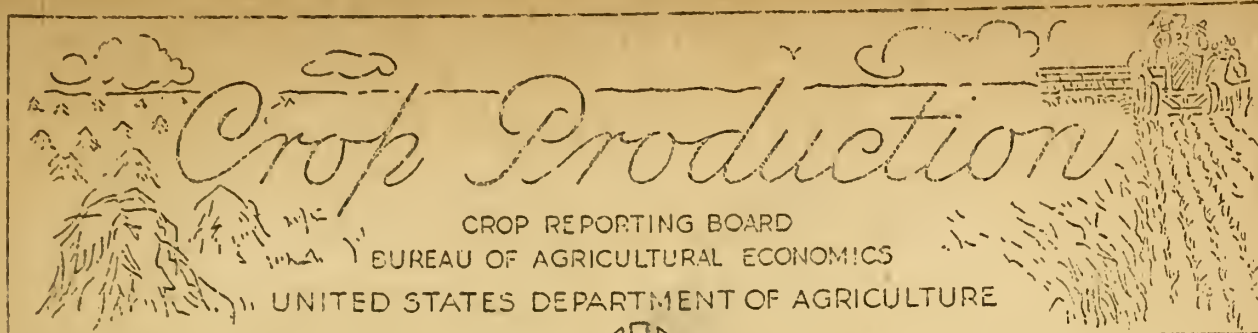 Crop Production
CROP REPORTING BOARD
BUREAU OF AGRICULTURAL ECONOMICS
UNITED STATES DEPARTMENT OF AGRICULTURE